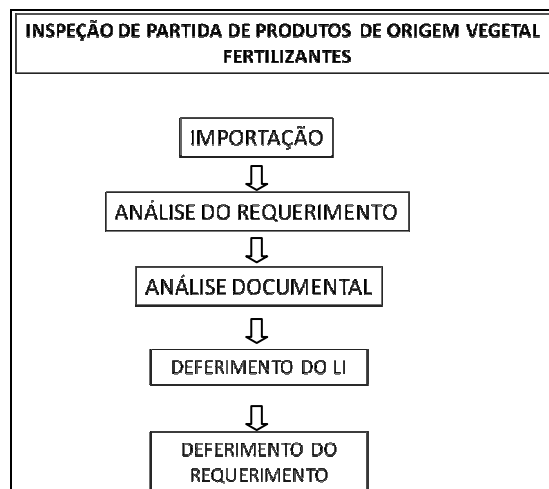 INSPEÇÃO DE PARTIDA DE PRODUTOS DE ORIGEM VEGETAL
FERTILIZANTES
IMPORTAÇÃO
ANÁLISE DO REQUERIMENTO
ANÁLISE DOCUMENTAL
DEFERIMENTO DO LI
DEFERIMENTO DO
REQUERIMENTO